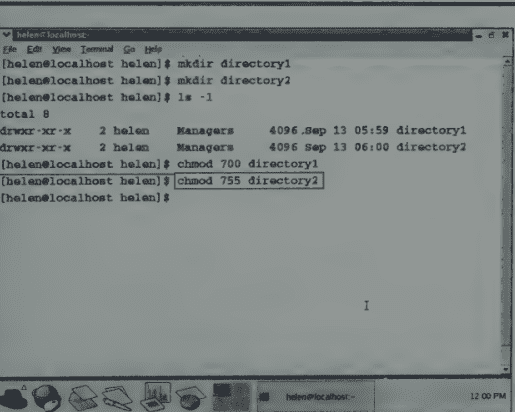 helen@localhost:~
File Edit View Terminal Go Help
[helen@localhost helen]$ mkdir directory1
[helen@localhost helen]$ mkdir directory2
[helen@localhost helen]$ ls -l
total 8
drwxr-xr-x 2 helen Managers 4096 Sep 13 05:59 directory1
drwxr-xr-x 2 helen Managers 4096 Sep 13 06:00 directory2
[helen@localhost helen]$ chmod 700 directory1
[helen@localhost helen]$ chmod 755 directory2
[helen@localhost helen]$
helen@localhost:~ 12:00 PM